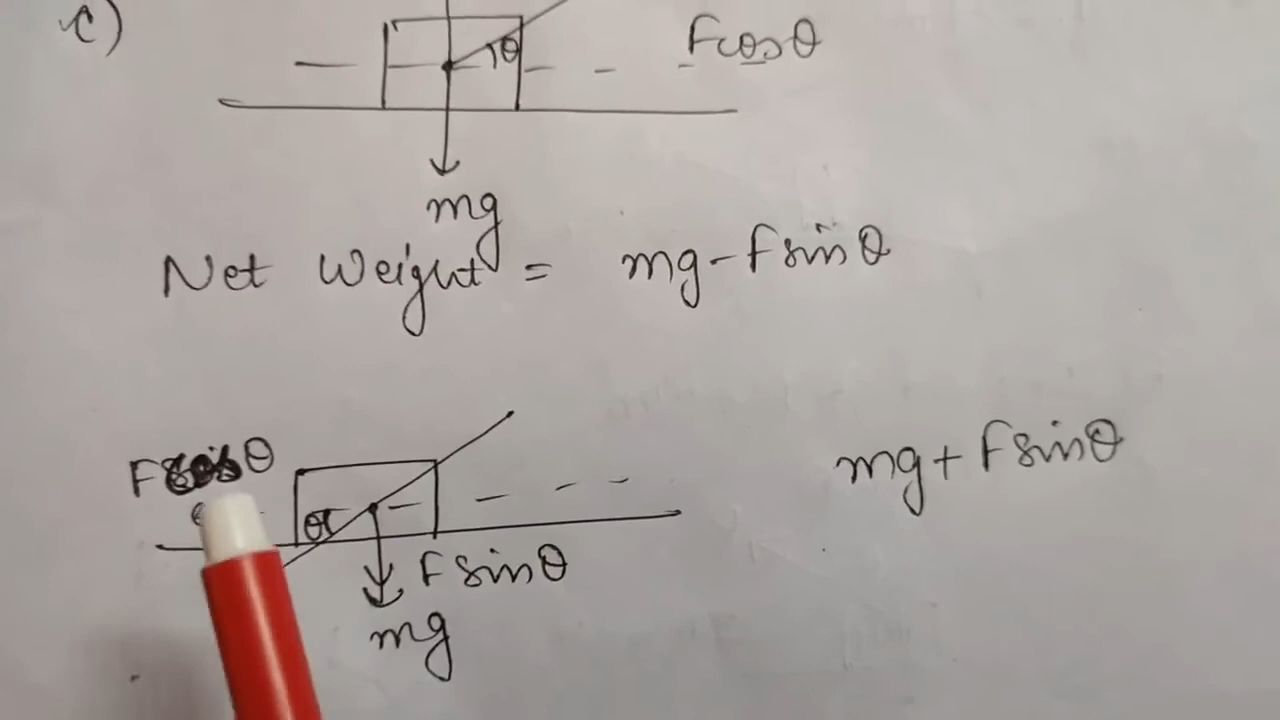 c)
θ
Fcosθ
mg
Net Weight = mg-Fsinθ
Fcosθ
mg+Fsinθ
θ
Fsinθ
mg